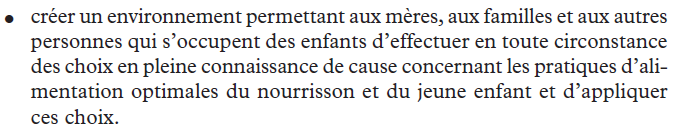 • créer un environnement permettant aux mères, aux familles et aux autres
personnes qui s’occupent des enfants d’effectuer en toute circonstance
des choix en pleine connaissance de cause concernant les pratiques d’ali-
mentation optimales du nourrisson et du jeune enfant et d’appliquer
ces choix.